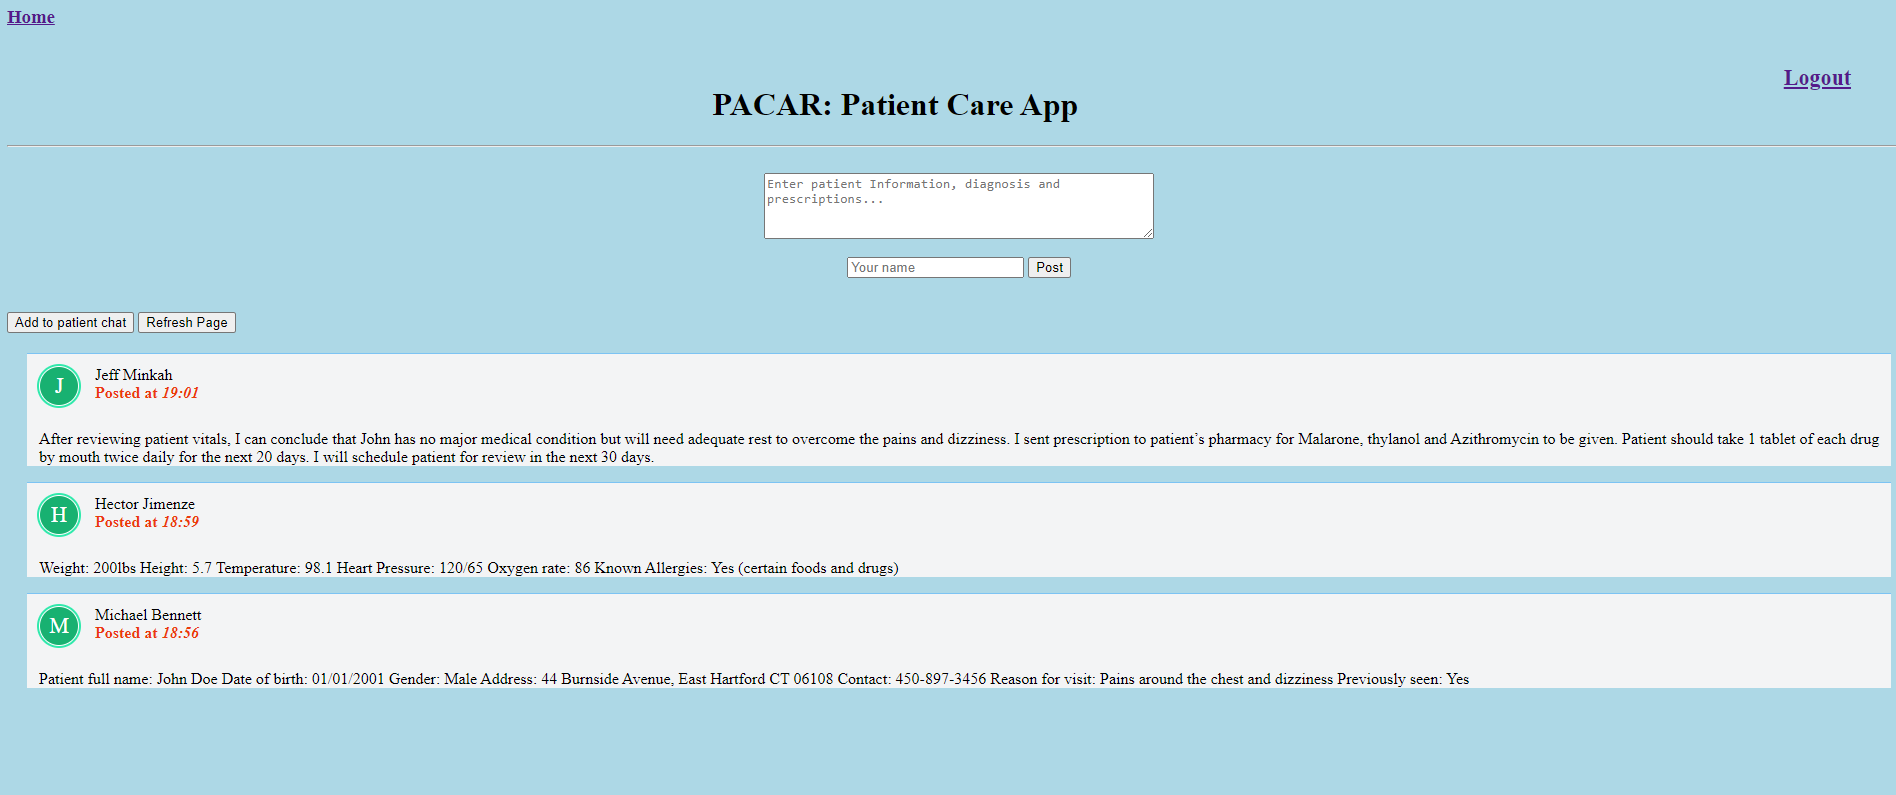 Home
Logout
PACAR: Patient Care App
Enter patient Information, diagnosis and
prescriptions...
Your name
Post
Add to patient chat
Refresh Page
J
Jeff Minkah
Posted at 19:01
After reviewing patient vitals, I can conclude that John has no major medical condition but will need adequate rest to overcome the pains and dizziness. I sent prescription to patient’s pharmacy for Malarone, thylanol and Azithromycin to be given. Patient should take 1 tablet of each drug
by mouth twice daily for the next 20 days. I will schedule patient for review in the next 30 days.
H
Hector Jimenze
Posted at 18:59
Weight: 200lbs Height: 5.7 Temperature: 98.1 Heart Pressure: 120/65 Oxygen rate: 86 Known Allergies: Yes (certain foods and drugs)
M
Michael Bennett
Posted at 18:56
Patient full name: John Doe Date of birth: 01/01/2001 Gender: Male Address: 44 Burnside Avenue, East Hartford CT 06108 Contact: 450-897-3456 Reason for visit: Pains around the chest and dizziness Previously seen: Yes